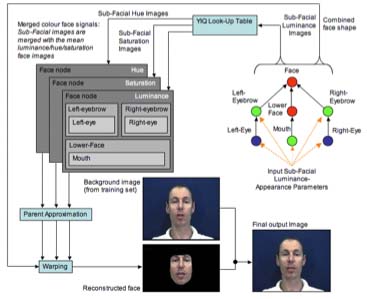 Merged colour face signals:
Sub-Facial images are
merged with the mean
luminance/hue/saturation
face images
Sub-Facial Hue Images
YIQ Look-Up Table
Sub-Facial
Saturation
Images
Sub-Facial
Luminance
Images
Combined
face shape
Face node Hue
Face node Saturation
Face node Luminance
Left-eyebrow
Left-eye
Right-eyebrow
Right-eye
Lower-Face
Mouth
Face
Left-
Eyebrow
Right-
Eyebrow
Lower
Face
Left-Eye
Mouth
Right-Eye
Input Sub-Facial
Luminance-
Appearance Parameters
Background image
(from training set)
Parent Approximation
Final output Image
Warping
Reconstructed face